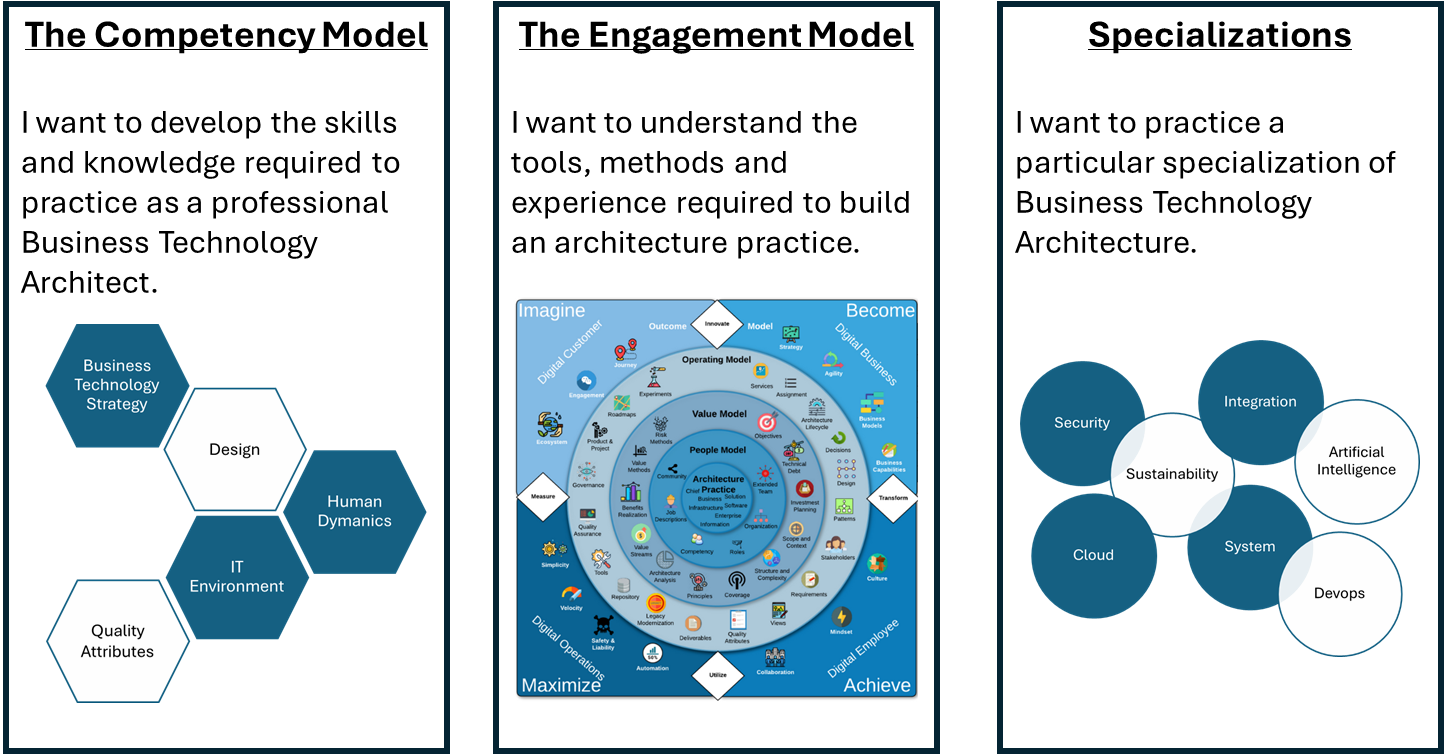 The Competency Model
I want to develop the skills
and knowledge required to
practice as a professional
Business Technology
Architect.
Business
Technology
Strategy
Design
Human
Dymanics
IT
Environment
Quality
Attributes
The Engagement Model
I want to understand the
tools, methods and
experience required to build
an architecture practice.
Imagine
Become
Outcome
Innovate
Model
Digital Customer
Digital Business
Strategy
Journey
Agility
Engagement
Ecosystem
Business
Models
Business
Capabilities
Operating Model
Experiments
Services
Assignment
Roadmaps
Architecture
Lifecycle
Product &
Project
Decisions
Governance
Design
Quality
Assurance
Patterns
Tools
Stakeholders
Repository
Requirements
Legacy
Modernization
Deliverables
Quality
Attributes
Views
Value Model
Risk
Methods
Objectives
Value
Methods
Technical
Debt
Benefits
Realization
Investment
Planning
Value
Streams
Scope and
Context
Architecture
Analysis
Structure and
Complexity
Principles
Coverage
People Model
Community
Extended
Team
Job
Descriptions
Organization
Competency
Roles
Architecture
Practice
Chief
Business
Solution
Infrastructure
Software
Enterprise
Information
Measure
Transform
Simplicity
Culture
Velocity
Mindset
Safety &
Liability
Automation
50%
Collaboration
Digital Operations
Digital Employee
Utilize
Maximize
Achieve
Specializations
I want to practice a
particular specialization of
Business Technology
Architecture.
Security
Integration
Sustainability
Artificial
Intelligence
Cloud
System
Devops